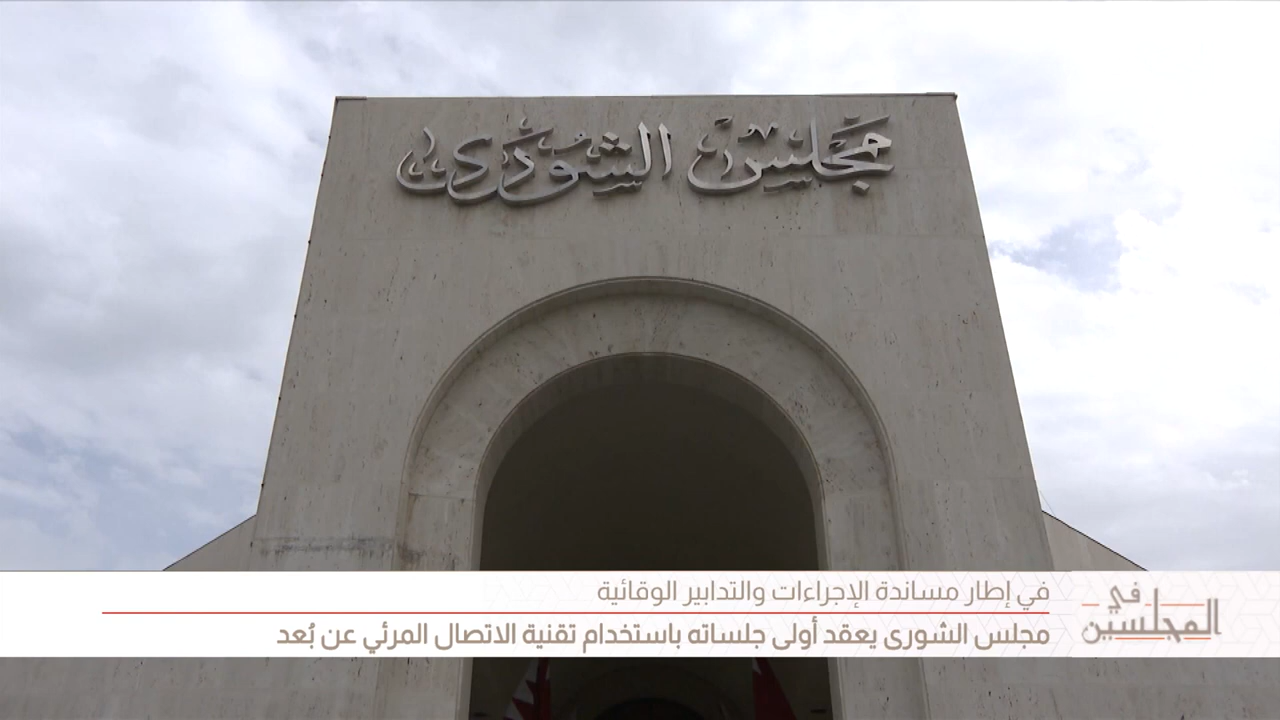 مجلس الشورى
في إطار مساندة الإجراءات والتدابير الوقائية
مجلس الشورى يعقد أولى جلساته باستخدام تقنية الاتصال المرئي عن بُعد
في
المجلسين